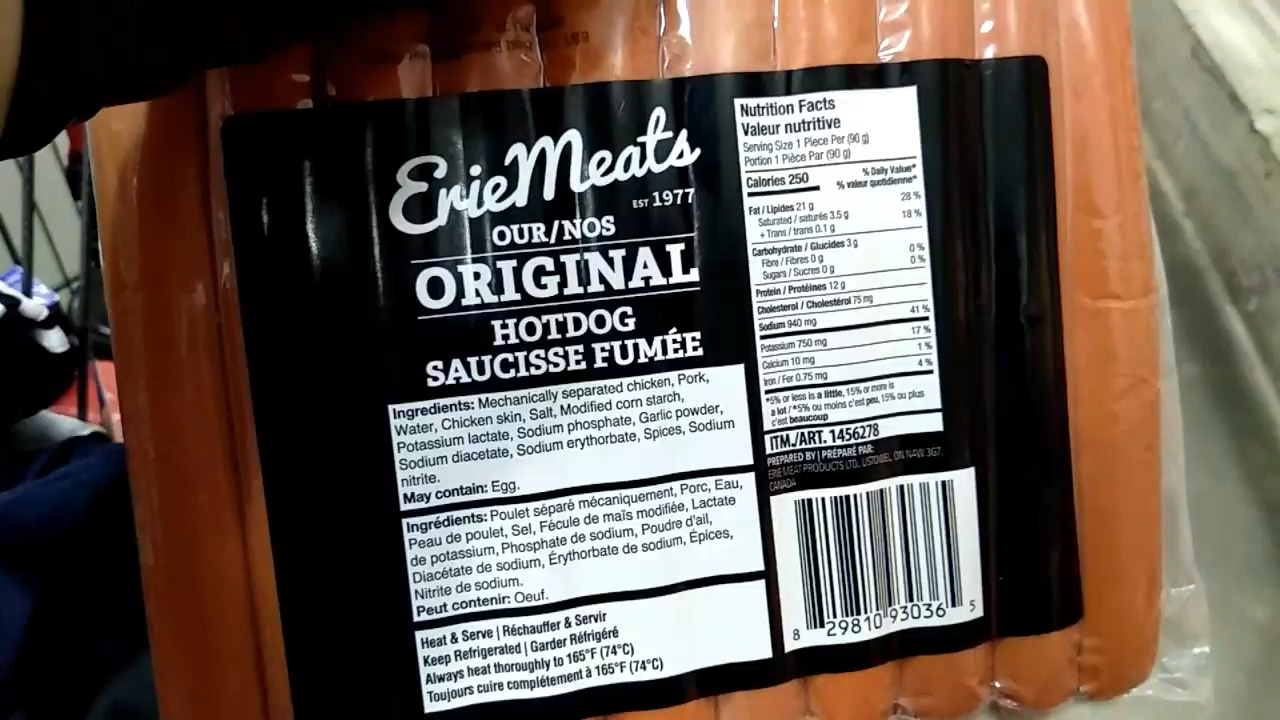 Erie Meats
EST 1977
OUR/NOS
ORIGINAL
HOTDOG
SAUCISSE FUMÉE
Ingredients: Mechanically separated chicken, Pork,
Water, Chicken skin, Salt, Modified corn starch,
Potassium lactate, Sodium phosphate, Garlic powder,
Sodium diacetate, Sodium erythorbate, Spices, Sodium
nitrite.
May contain: Egg.
Ingrédients: Poulet séparé mécaniquement, Porc, Eau,
Peau de poulet, Sel, Fécule de maïs modifiée, Lactate
de potassium, Phosphate de sodium, Poudre d'ail,
Diacétate de sodium, Érythorbate de sodium, Épices,
Nitrite de sodium.
Peut contenir: Oeuf.
Heat & Serve | Réchauffer & Servir
Keep Refrigerated | Garder Réfrigéré
Always heat thoroughly to 165°F (74°C)
Toujours cuire complétement à 165°F (74°C)
Nutrition Facts
Valeur nutritive
Serving Size 1 Piece Per (90 g)
Portion 1 Pièce Par (90 g)
Calories 250
% Daily Value*
% valeur quotidienne*
Fat / Lipides 21 g 28 %
Saturated / saturés 3.5 g 18 %
+ Trans / trans 0.1 g
Carbohydrate / Glucides 3 g
Fibre / Fibres 0 g 0 %
Sugars / Sucres 0 g 0 %
Protein / Protéines 12 g
Cholesterol / Cholestérol 75 mg
Sodium 940 mg 41 %
Potassium 750 mg 17 %
Calcium 10 mg 1 %
Iron / Fer 0.75 mg 4 %
*5% or less is a little, 15% or more is
a lot / *5% ou moins c'est peu, 15% ou plus
c'est beaucoup
ITM./ART. 1456278
PREPARED BY | PRÉPARÉ PAR:
ERIE MEAT PRODUCTS LTD., LISTOWEL ON N4W 3G7,
CANADA
8 29810 93036 5